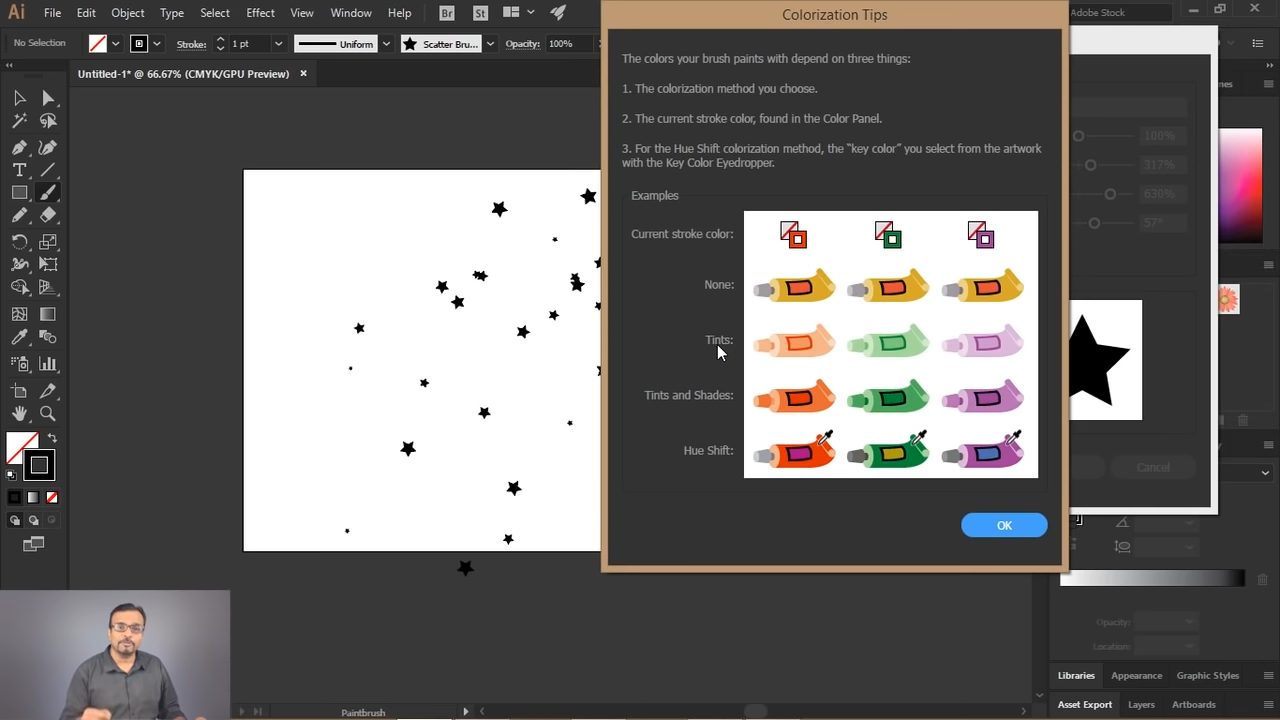 Ai File Edit Object Type Select Effect View Window Help Br St Adobe Stock
No Selection Stroke: 1 pt Uniform Scatter Bru... Opacity: 100%
Untitled-1* @ 66.67% (CMYK/GPU Preview) ×
Colorization Tips
The colors your brush paints with depend on three things:
1. The colorization method you choose.
2. The current stroke color, found in the Color Panel.
3. For the Hue Shift colorization method, the “key color” you select from the artwork
with the Key Color Eyedropper.
Examples
Current stroke color:
None:
Tints:
Tints and Shades:
Hue Shift:
OK
100%
317%
630%
57°
Cancel
Opacity:
Location:
Libraries Appearance Graphic Styles
Asset Export Layers Artboards
Paintbrush